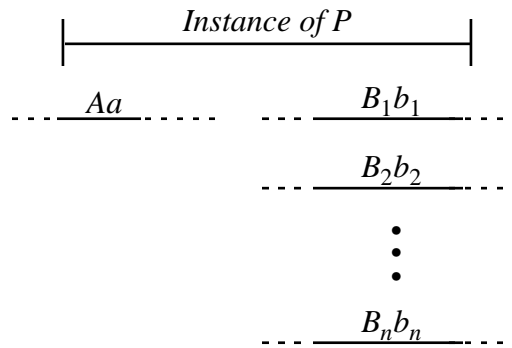 Instance of P
Aa B₁b₁
B₂b₂
Bₙbₙ